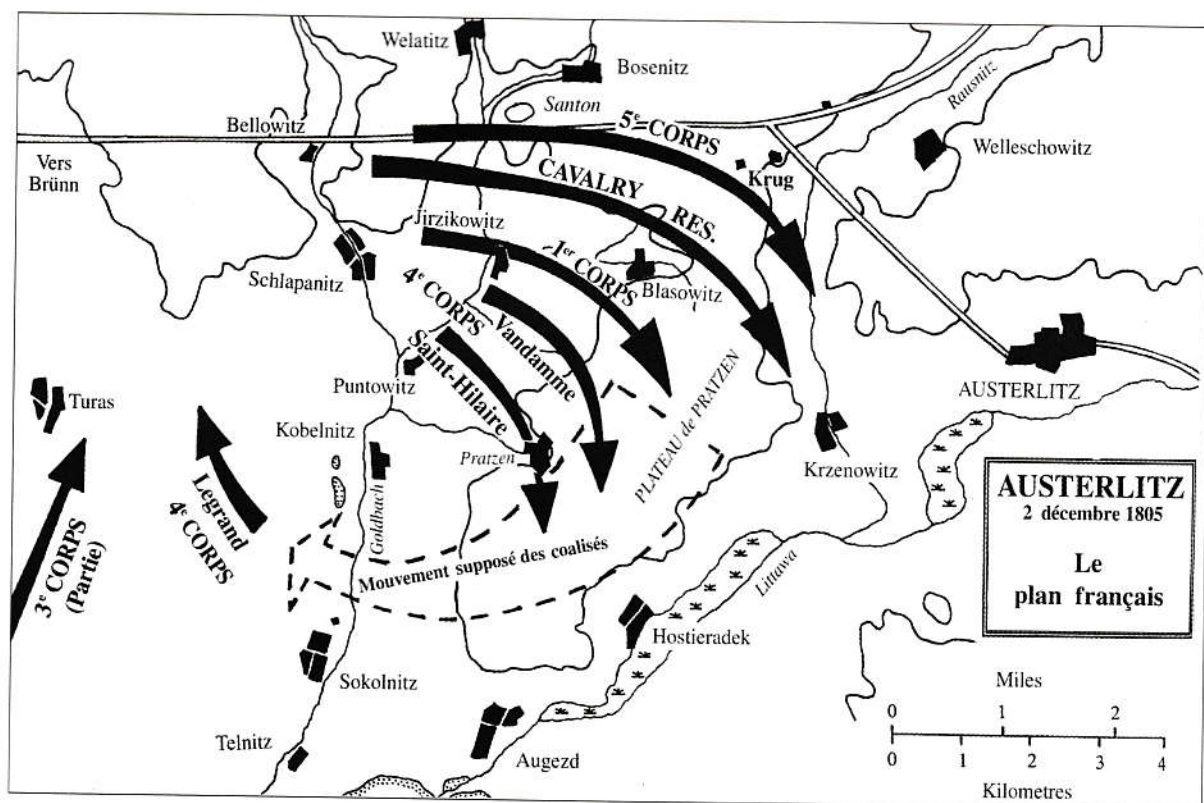 Welatitz
Bosenitz
Santon
Rausnitz
Bellowitz
5e CORPS
Vers
Brünn
Welleschowitz
CAVALRY RES.
Krug
Jirzikowitz
1er CORPS
Schlapanitz
Blasowitz
4e CORPS
Vandamme
Saint-Hilaire
Puntowitz
PLATEAU de PRATZEN
AUSTERLITZ
Turas
Kobelnitz
Pratzen
Krzenowitz
Legrand
4e CORPS
Goldbach
3e CORPS
(Partie)
Mouvement supposé des coalisés
Littawa
AUSTERLITZ
2 décembre 1805
Le
plan français
Hostieradek
Sokolnitz
Telnitz
Augezd
Miles
0 1 2
0 1 2 3 4
Kilometres